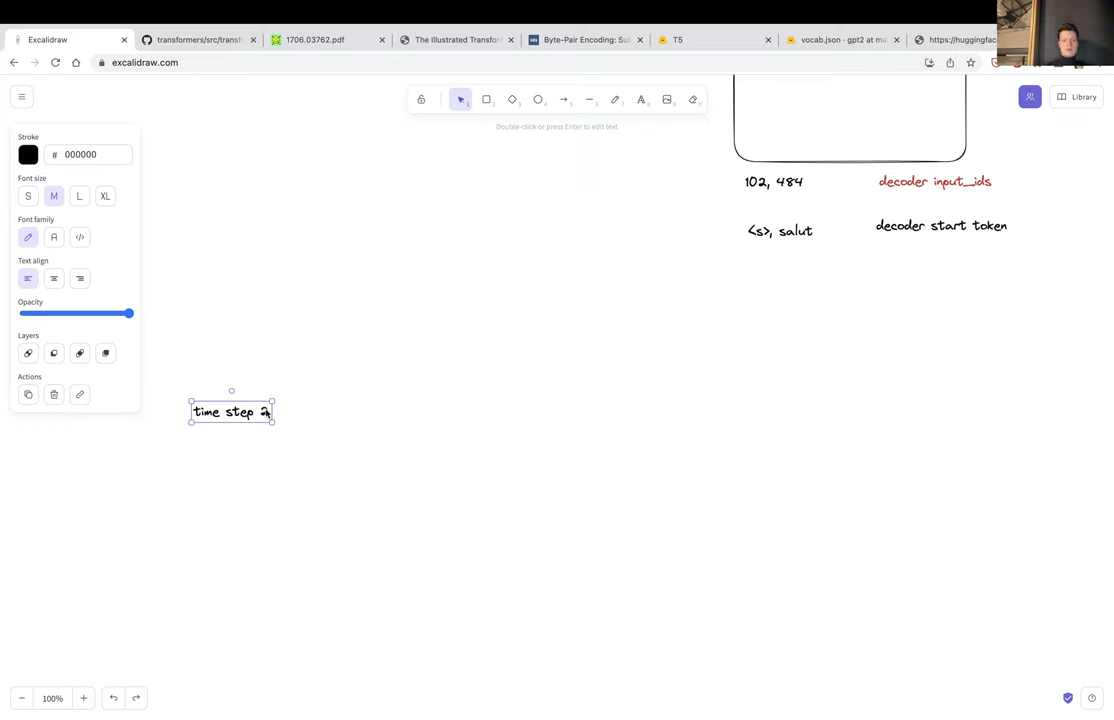 Excalidraw
transformers/src/transf
1706.03762.pdf
The Illustrated Transfor
Byte-Pair Encoding: Sub
T5
vocab.json · gpt2 at ma
https://huggingfac
excalidraw.com
Library
Double-click or press Enter to edit text
Stroke
# 000000
Font size
S M L XL
Font family
A
Text align
Opacity
Layers
Actions
102, 484
decoder input_ids
<s>, salut
decoder start token
time step 2
100%